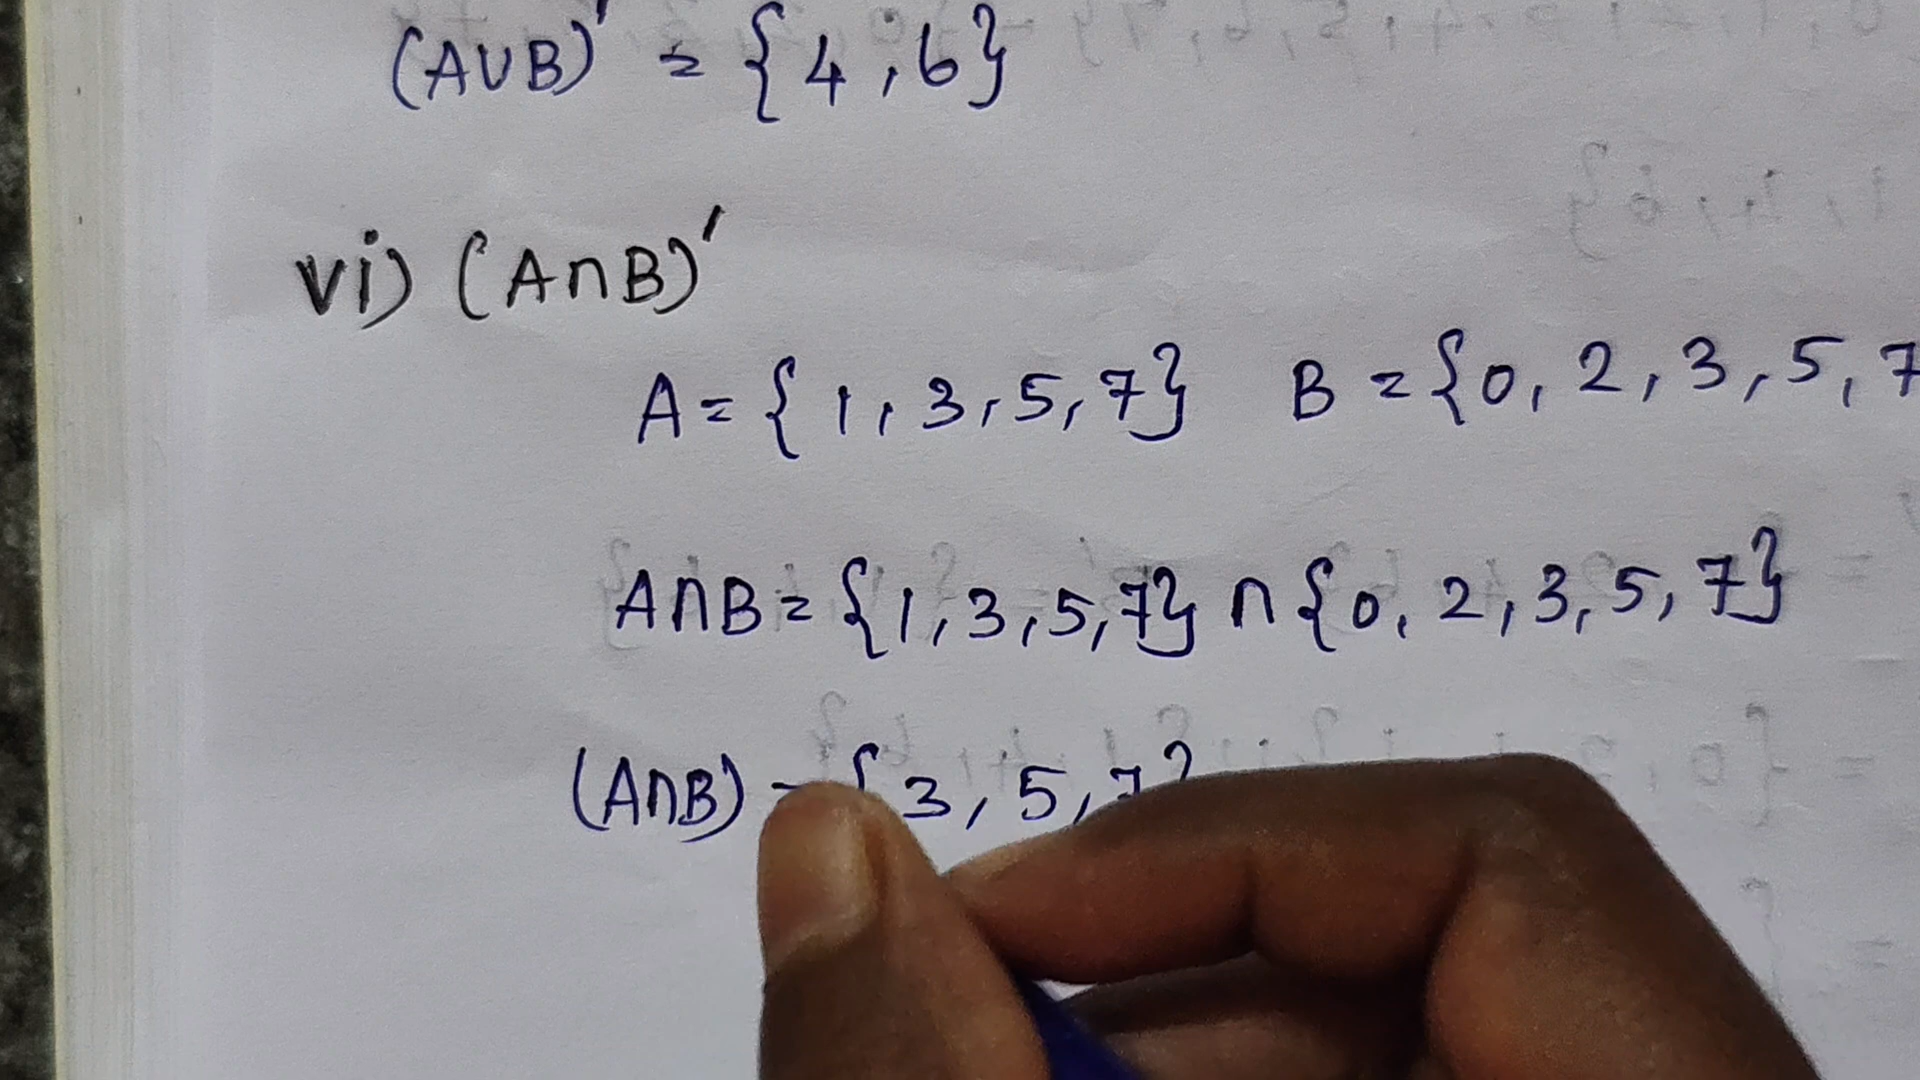 (A∪B)' = {4, 6}
vi) (A∩B)'
A = {1, 3, 5, 7} B = {0, 2, 3, 5, 7
A∩B = {1, 3, 5, 7} ∩ {0, 2, 3, 5, 7}
(A∩B) = {3, 5, 7}